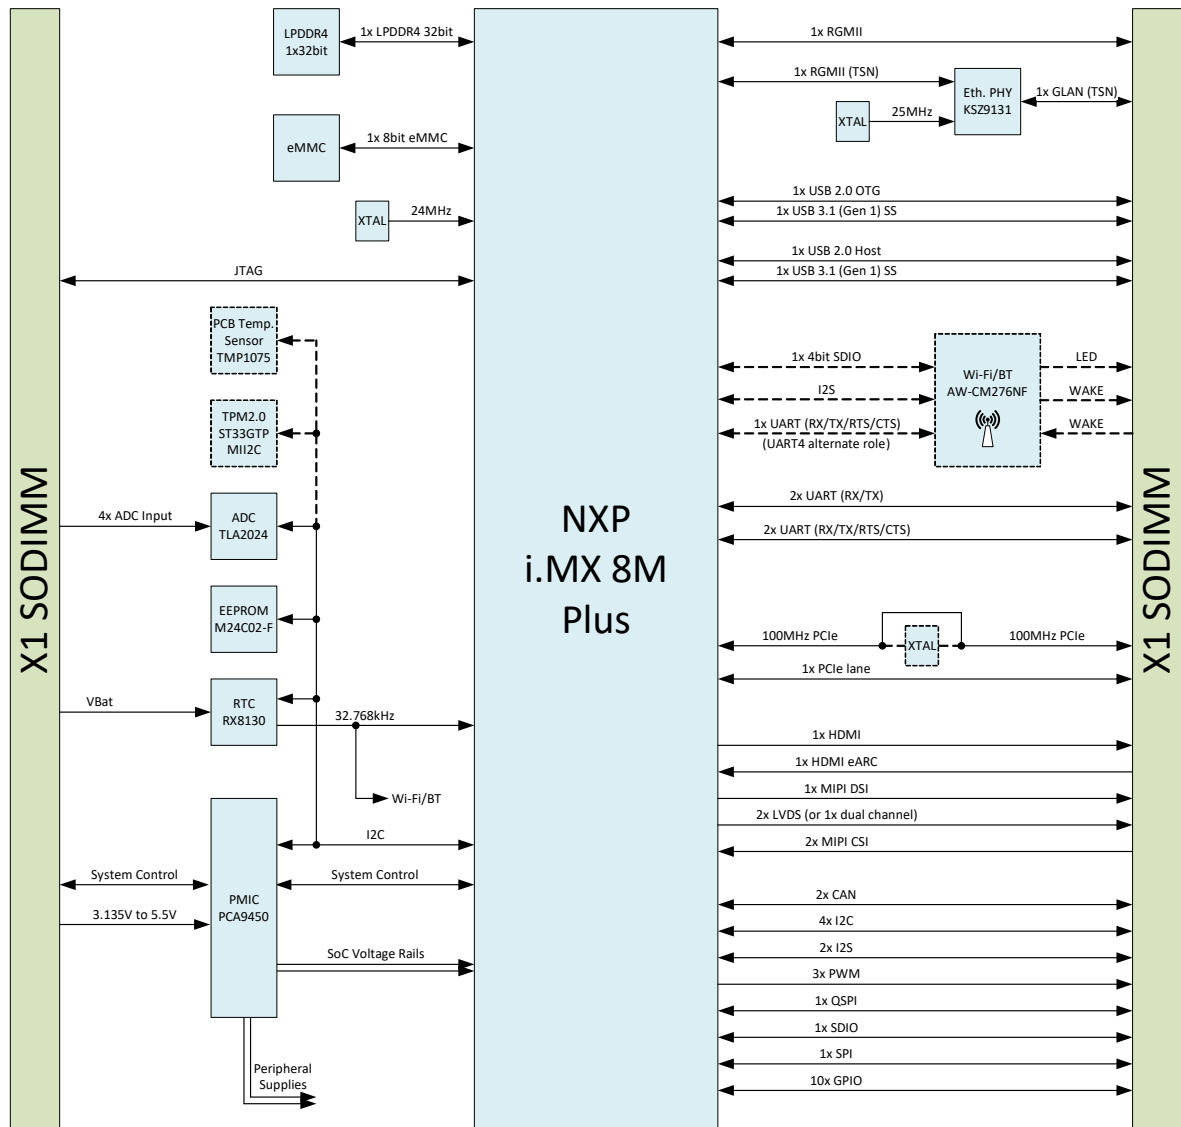 X1 SODIMM
LPDDR4
1x32bit
1x LPDDR4 32bit
eMMC
1x 8bit eMMC
XTAL
24MHz
JTAG
PCB Temp.
Sensor
TMP1075
TPM2.0
ST33GTP
MII2C
4x ADC Input
ADC
TLA2024
EEPROM
M24C02-F
VBat
RTC
RX8130
32.768kHz
Wi-Fi/BT
I2C
System Control
System Control
PMIC
PCA9450
3.135V to 5.5V
SoC Voltage Rails
Peripheral
Supplies
NXP
i.MX 8M
Plus
1x RGMII
1x RGMII (TSN)
Eth. PHY
KSZ9131
1x GLAN (TSN)
XTAL
25MHz
1x USB 2.0 OTG
1x USB 3.1 (Gen 1) SS
1x USB 2.0 Host
1x USB 3.1 (Gen 1) SS
1x 4bit SDIO
I2S
1x UART (RX/TX/RTS/CTS)
(UART4 alternate role)
Wi-Fi/BT
AW-CM276NF
LED
WAKE
WAKE
2x UART (RX/TX)
2x UART (RX/TX/RTS/CTS)
100MHz PCIe
XTAL
100MHz PCIe
1x PCIe lane
1x HDMI
1x HDMI eARC
1x MIPI DSI
2x LVDS (or 1x dual channel)
2x MIPI CSI
2x CAN
4x I2C
2x I2S
3x PWM
1x QSPI
1x SDIO
1x SPI
10x GPIO
X1 SODIMM